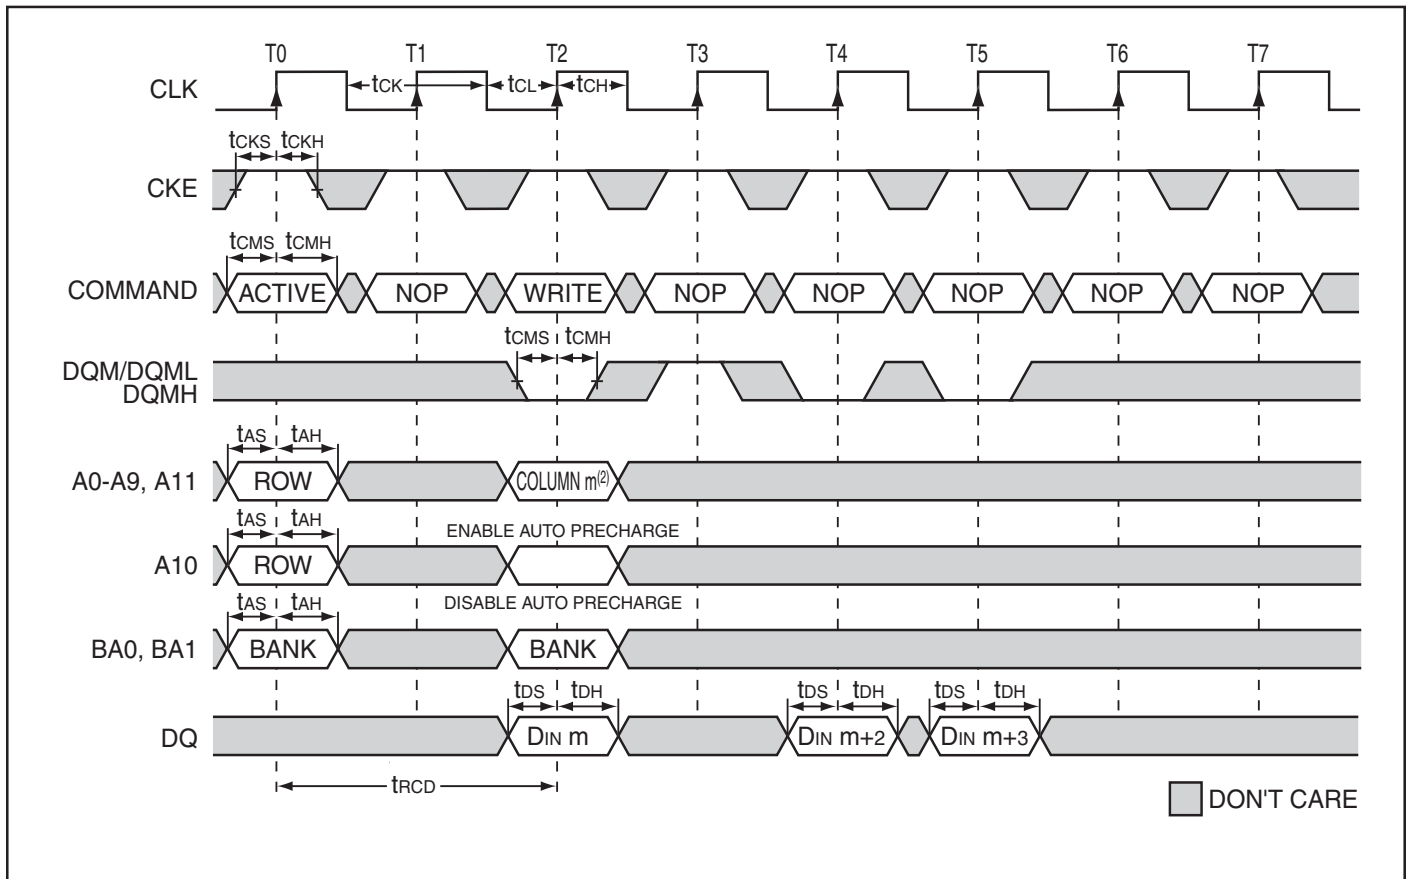 T0 T1 T2 T3 T4 T5 T6 T7
CLK tCK tCL tCH
tCKS tCKH
CKE
tCMS tCMH
COMMAND ACTIVE NOP WRITE NOP NOP NOP NOP NOP
tCMS tCMH
DQM/DQML
DQMH
tAS tAH
A0-A9, A11 ROW COLUMN m(2)
tAS tAH ENABLE AUTO PRECHARGE
A10 ROW
tAS tAH DISABLE AUTO PRECHARGE
BA0, BA1 BANK BANK
tDS tDH tDS tDH tDS tDH
DQ DIN m DIN m+2 DIN m+3
tRCD
DON'T CARE